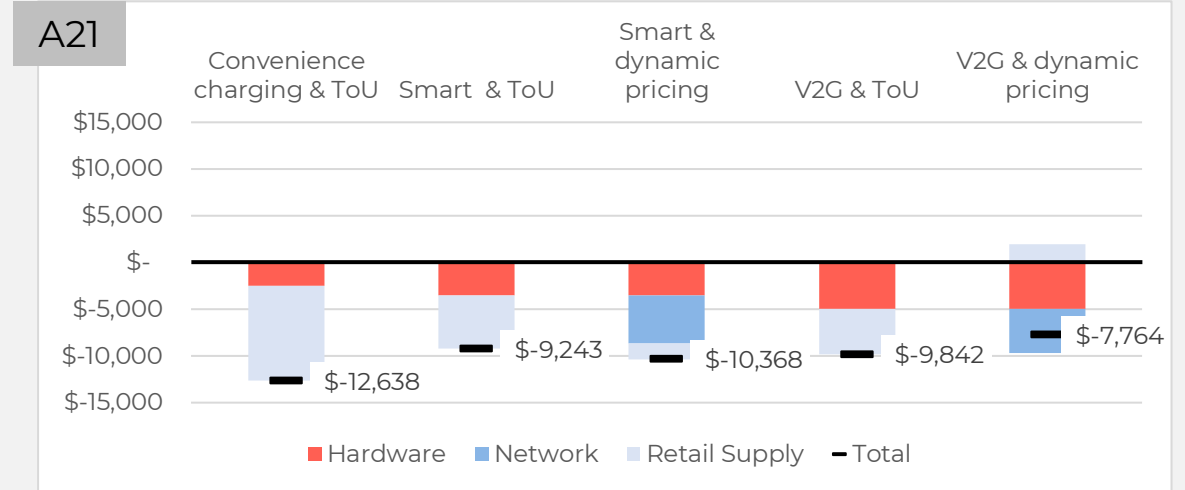 A21
Convenience
charging & ToU
Smart & ToU
Smart &
dynamic
pricing
V2G & ToU
V2G & dynamic
pricing
$15,000
$10,000
$5,000
$-
$-5,000
$-10,000
$-15,000
$-12,638
$-9,243
$-10,368
$-9,842
$-7,764
Hardware Network Retail Supply Total